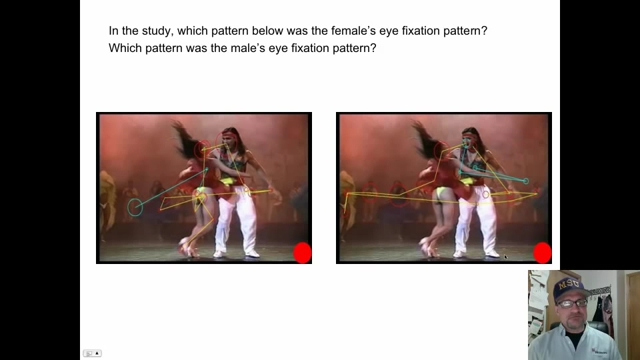 In the study, which pattern below was the female's eye fixation pattern?
Which pattern was the male's eye fixation pattern?
MSU